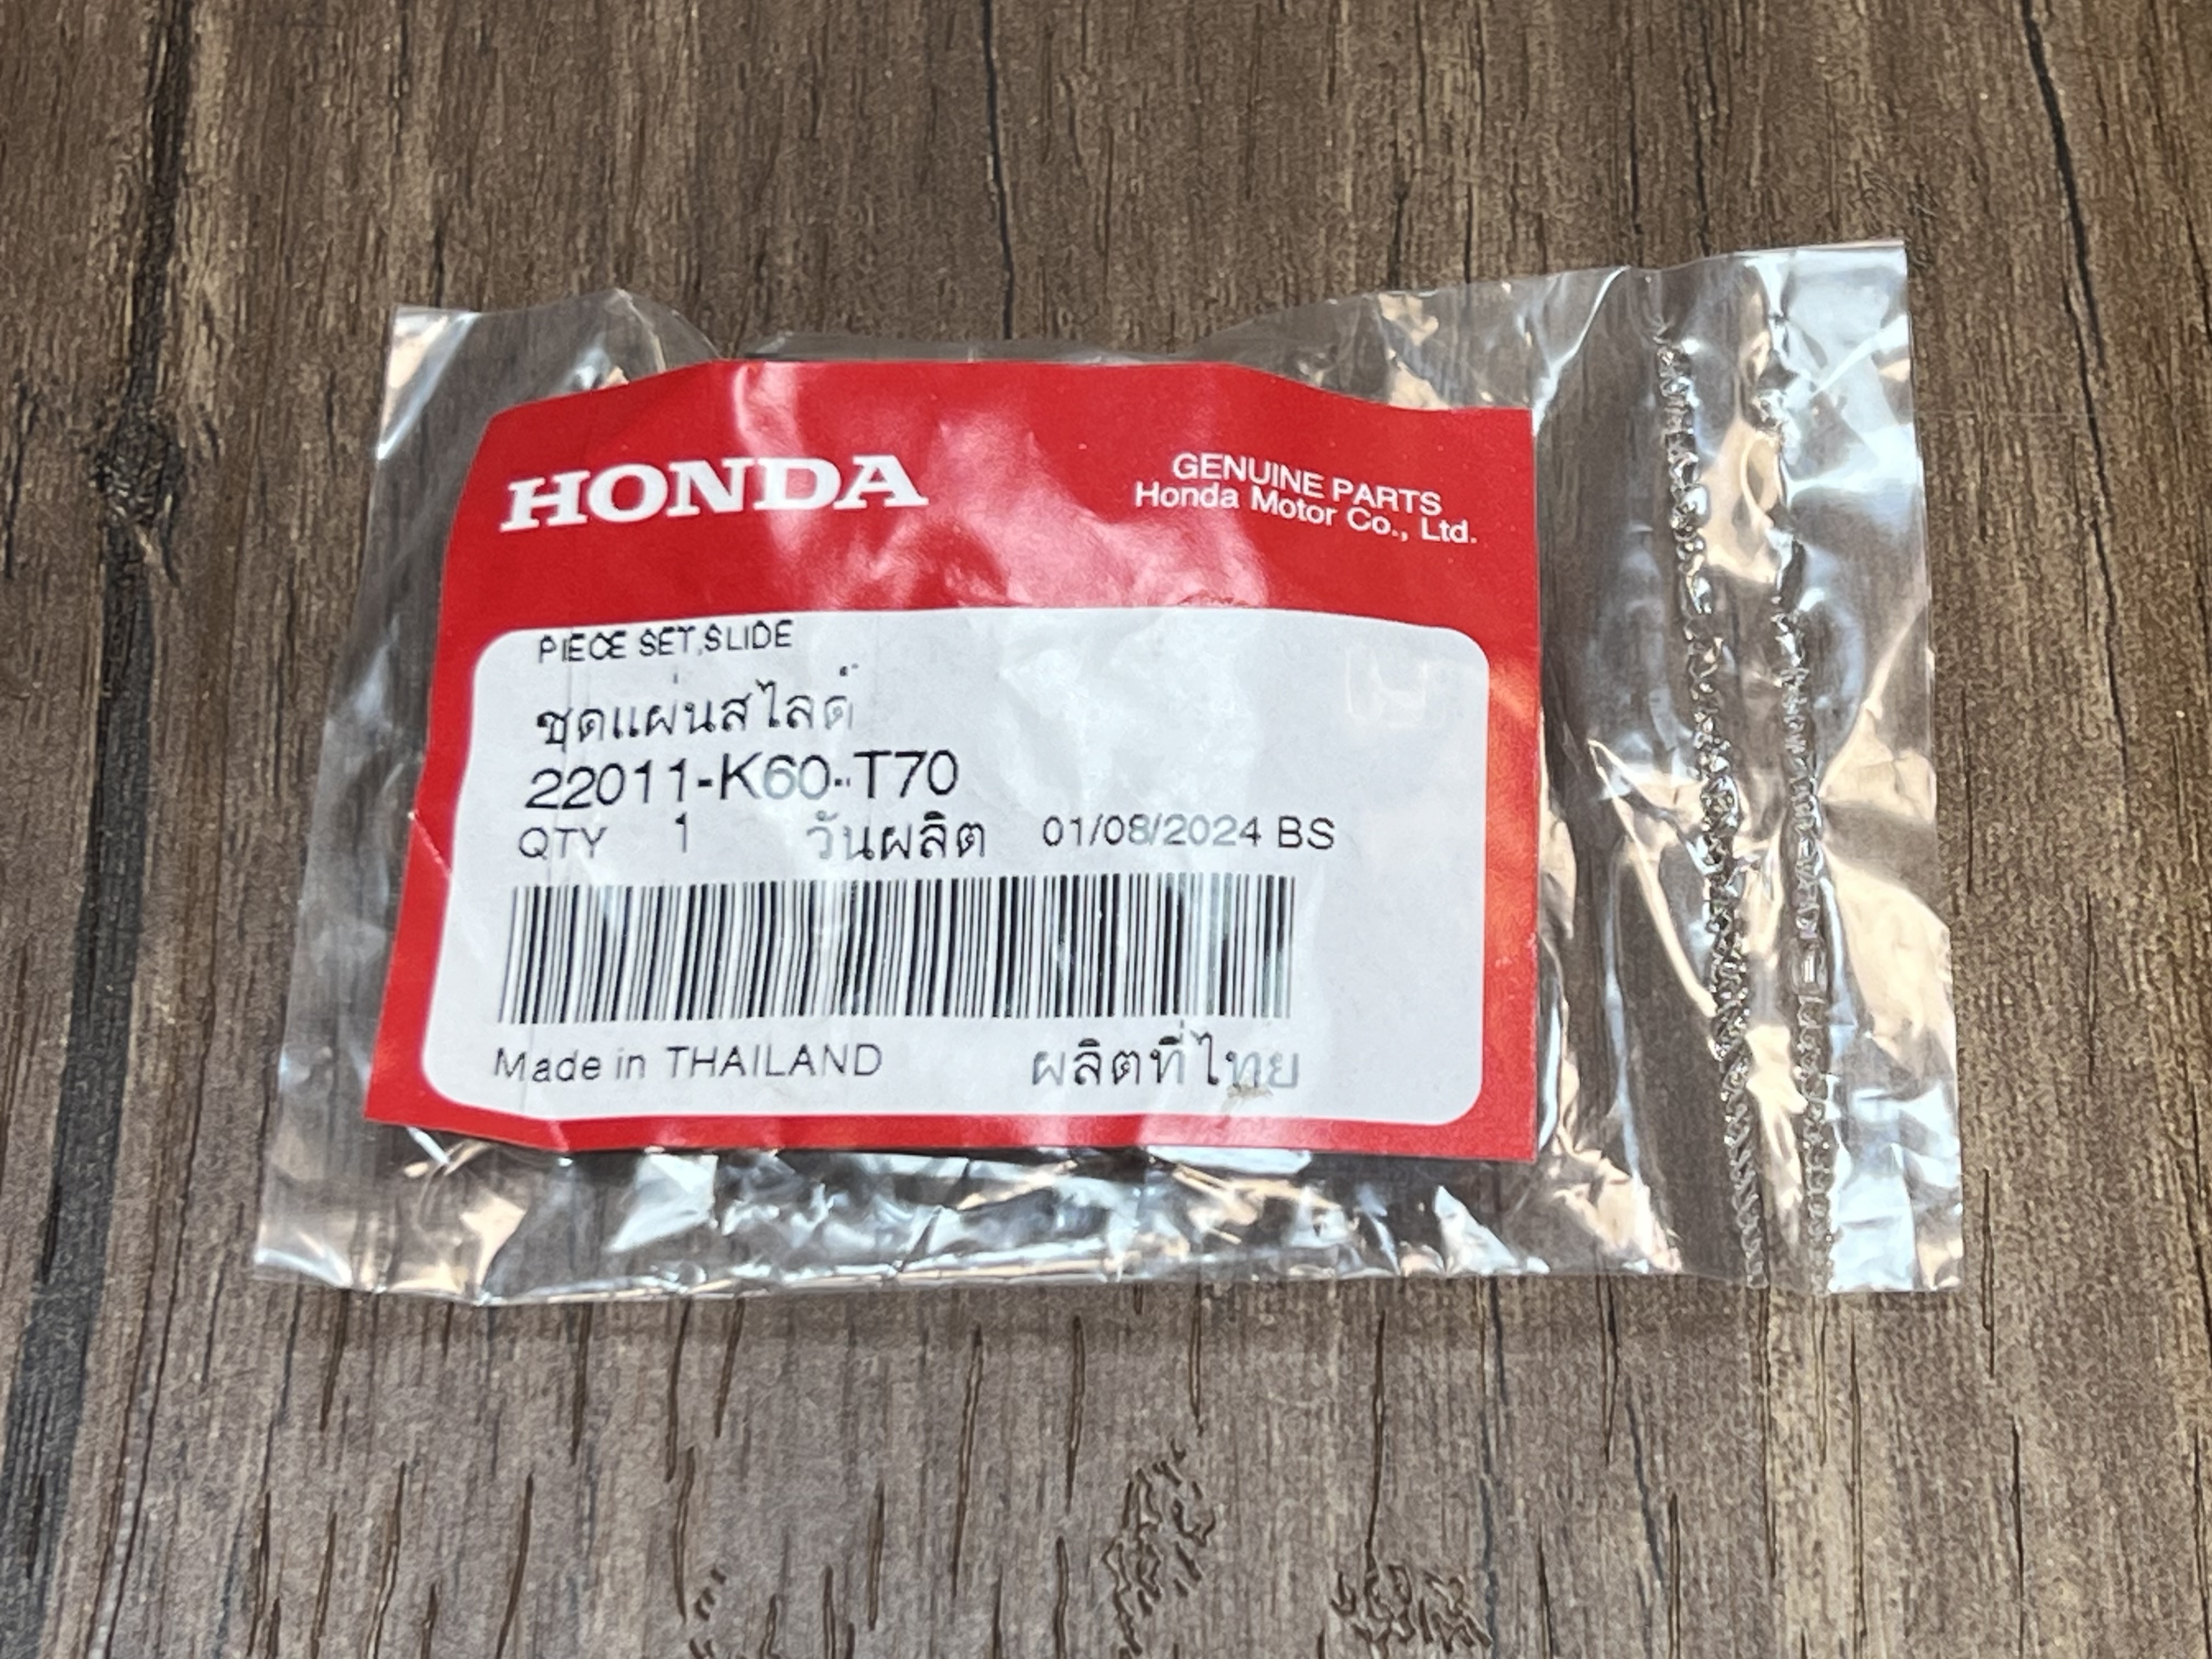 HONDA
GENUINE PARTS
Honda Motor Co., Ltd.
PIECE SET,SLIDE
ชุดแผ่นสไลด์
22011-K60-T70
QTY 1 วันผลิต 01/08/2024 BS
Made in THAILAND ผลิตที่ไทย